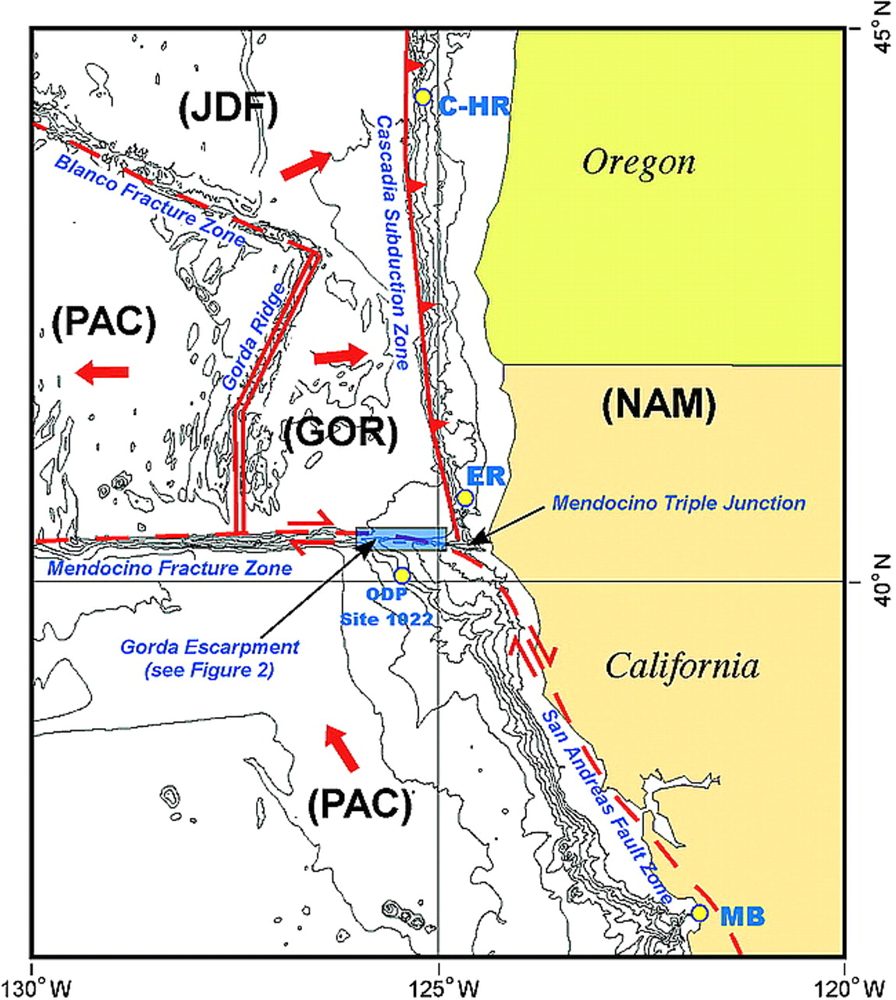 45°N
(JDF)
C-HR
Oregon
Blanco Fracture Zone
Cascadia Subduction Zone
(PAC)
Gorda Ridge
(NAM)
(GOR)
ER
Mendocino Triple Junction
Mendocino Fracture Zone
40°N
ODP
Site 1022
Gorda Escarpment
(see Figure 2)
California
San Andreas Fault Zone
(PAC)
MB
130°W
125°W
120°W